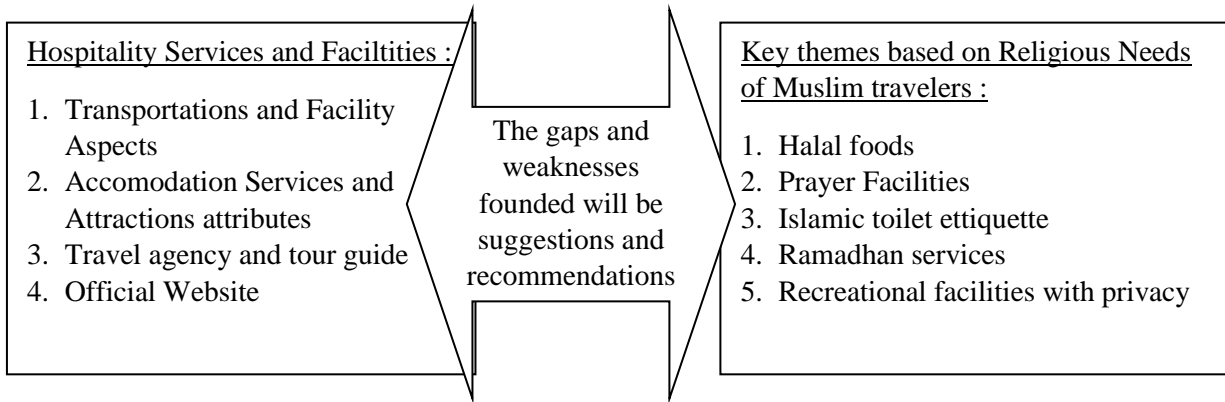 Hospitality Services and Faciltities :
1. Transportations and Facility
Aspects
2. Accomodation Services and
Attractions attributes
3. Travel agency and tour guide
4. Official Website
The gaps and
weaknesses
founded will be
suggestions and
recommendations
Key themes based on Religious Needs
of Muslim travelers :
1. Halal foods
2. Prayer Facilities
3. Islamic toilet ettiquette
4. Ramadhan services
5. Recreational facilities with privacy